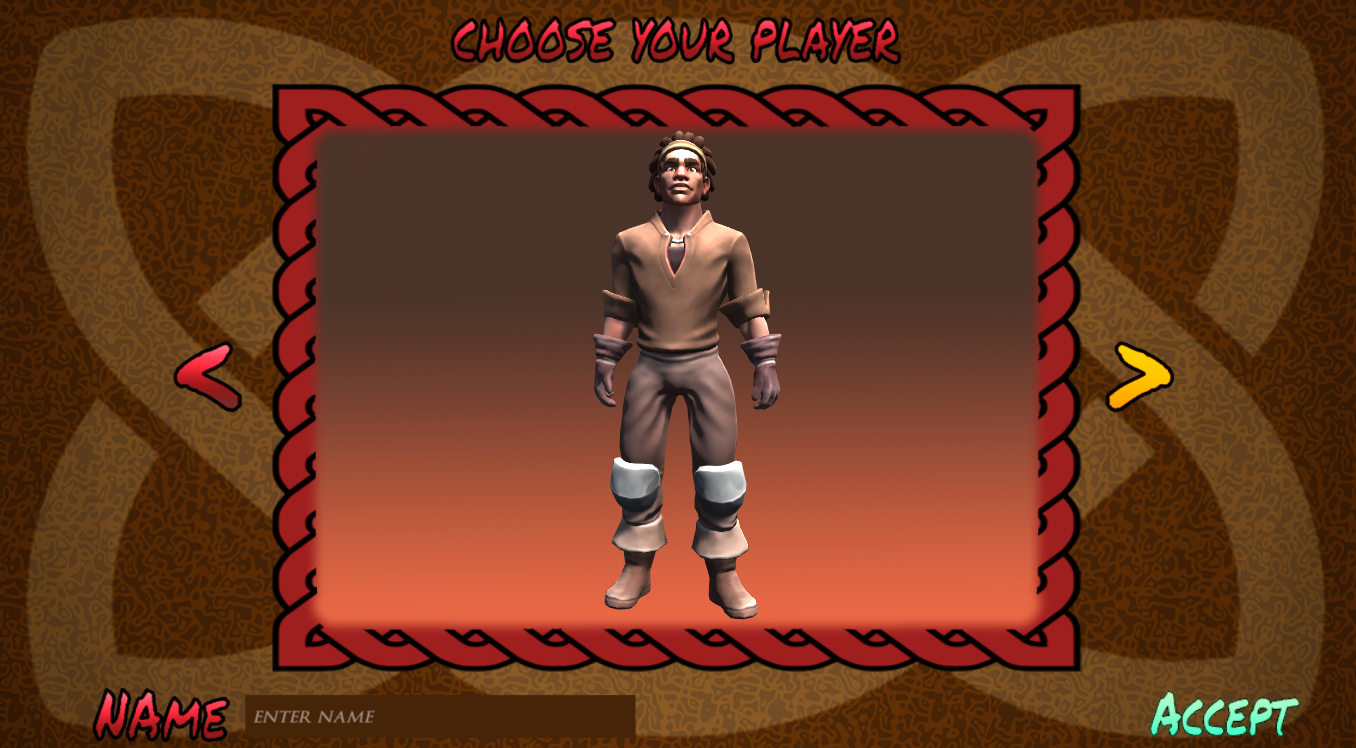 CHOOSE YOUR PLAYER
< >
NAME ENTER NAME
ACCEPT